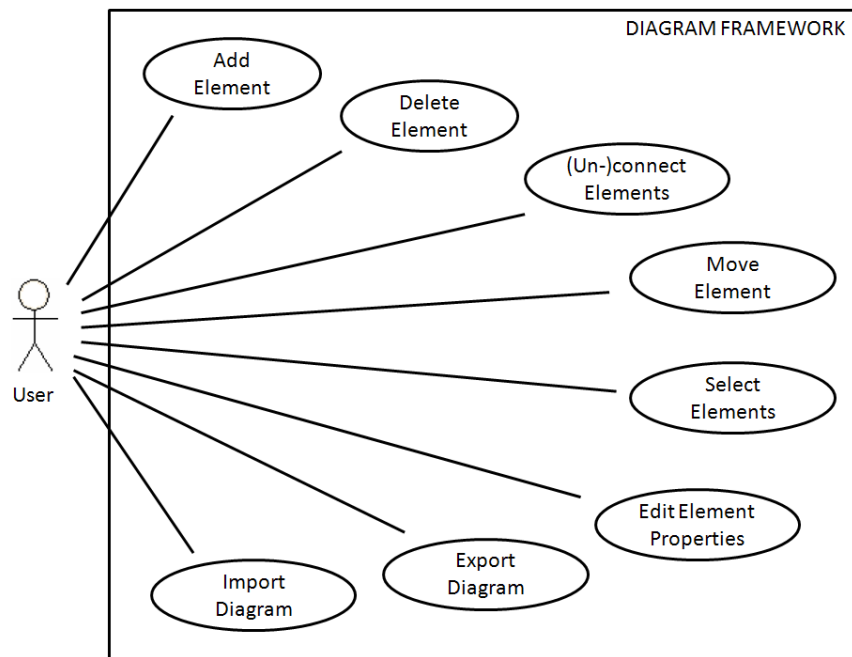 DIAGRAM FRAMEWORK
Add
Element
Delete
Element
(Un-)connect
Elements
Move
Element
User
Select
Elements
Edit Element
Properties
Export
Diagram
Import
Diagram